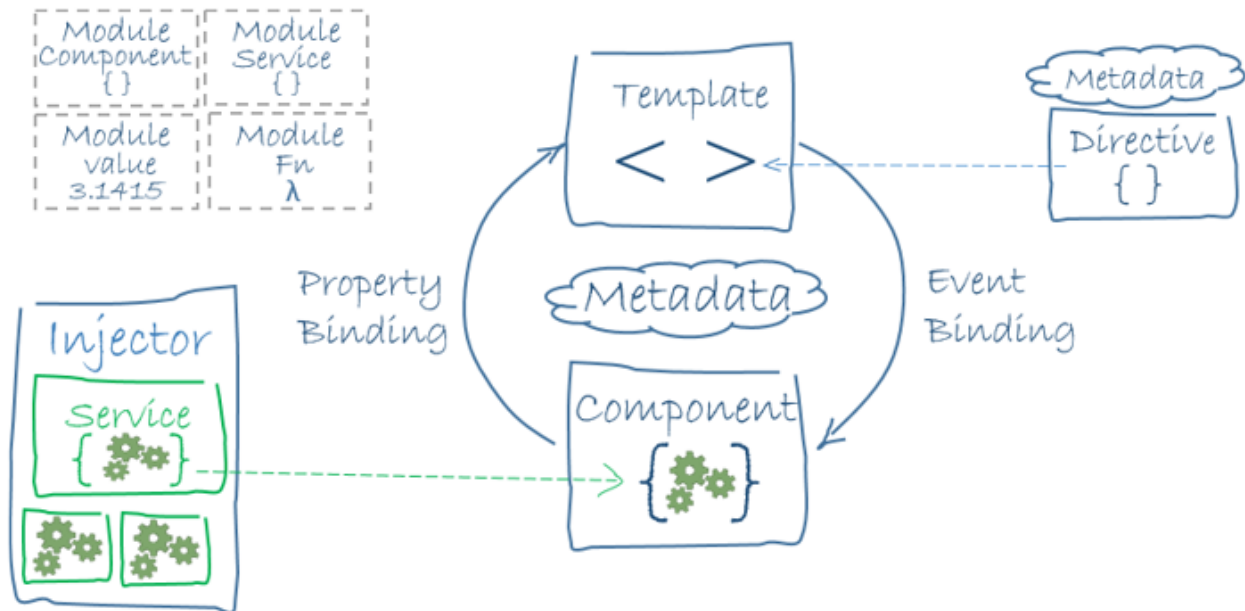 Module
Component
{ }
Module
Service
{ }
Module
value
3.1415
Module
Fn
λ
Template
< >
Metadata
Directive
{ }
Property
Binding
Metadata
Event
Binding
Injector
Service
{ }
Component
{ }